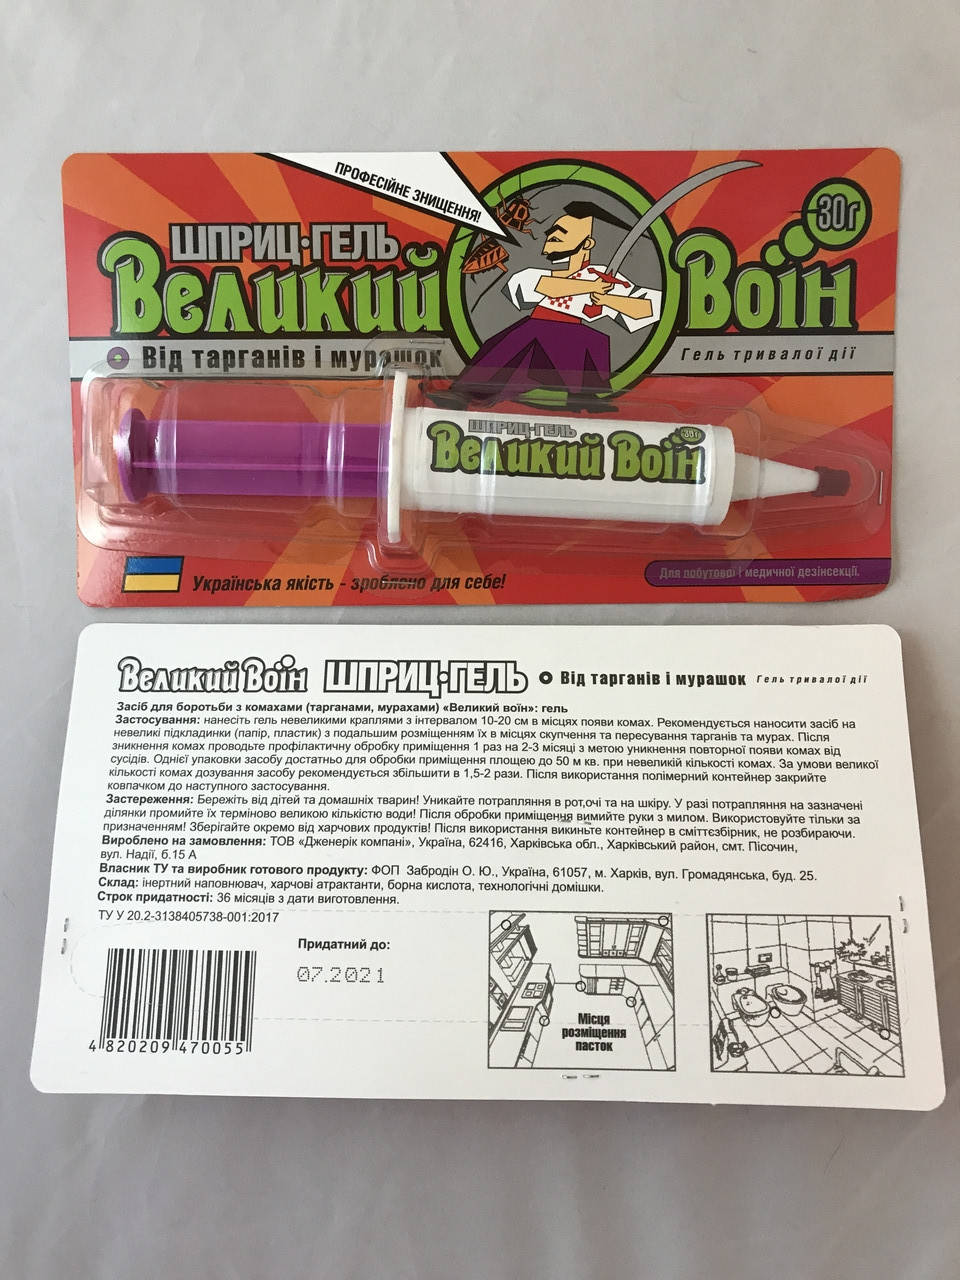 ПРОФЕСІЙНЕ ЗНИЩЕННЯ!
30г
ШПРИЦ·ГЕЛЬ
Великий Воїн
Від тарганів і мурашок
Гель тривалої дії
ШПРИЦ·ГЕЛЬ
Великий Воїн
30г
Українська якість - зроблено для себе!
Для побутової і медичної дезінсекції.
Великий Воїн ШПРИЦ·ГЕЛЬ Від тарганів і мурашок Гель тривалої дії
Засіб для боротьби з комахами (тарганами, мурахами) «Великий воїн»: гель
Застосування: нанесіть гель невеликими краплями з інтервалом 10-20 см в місцях появи комах. Рекомендується наносити засіб на
невеликі підкладинки (папір, пластик) з подальшим розміщенням їх в місцях скупчення та пересування тарганів та мурах. Після
зникнення комах проводьте профілактичну обробку приміщення 1 раз на 2-3 місяці з метою уникнення повторної появи комах від
сусідів. Однієї упаковки засобу достатньо для обробки приміщення площею до 50 м кв. при невеликій кількості комах. За умови великої
кількості комах дозування засобу рекомендується збільшити в 1,5-2 рази. Після використання полімерний контейнер закрийте
ковпачком до наступного застосування.
Застереження: Бережіть від дітей та домашніх тварин! Уникайте потрапляння в рот,очі та на шкіру. У разі потрапляння на зазначені
ділянки промийте їх терміново великою кількістю води! Після обробки приміщень вимийте руки з милом. Використовуйте тільки за
призначенням! Зберігайте окремо від харчових продуктів! Після використання викиньте контейнер в сміттєзбірник, не розбираючи.
Вироблено на замовлення: ТОВ «Дженерік компані», Україна, 62416, Харківська обл., Харківський район, смт. Пісочин,
вул. Надії, б.15 А
Власник ТУ та виробник готового продукту: ФОП Забродін О. Ю., Україна, 61057, м. Харків, вул. Громадянська, буд. 25.
Склад: інертний наповнювач, харчові атрактанти, борна кислота, технологічні домішки.
Строк придатності: 36 місяців з дати виготовлення.
ТУ У 20.2-3138405738-001:2017
Придатний до:
07.2021
4 820209 470055
Місця
розміщення
пасток